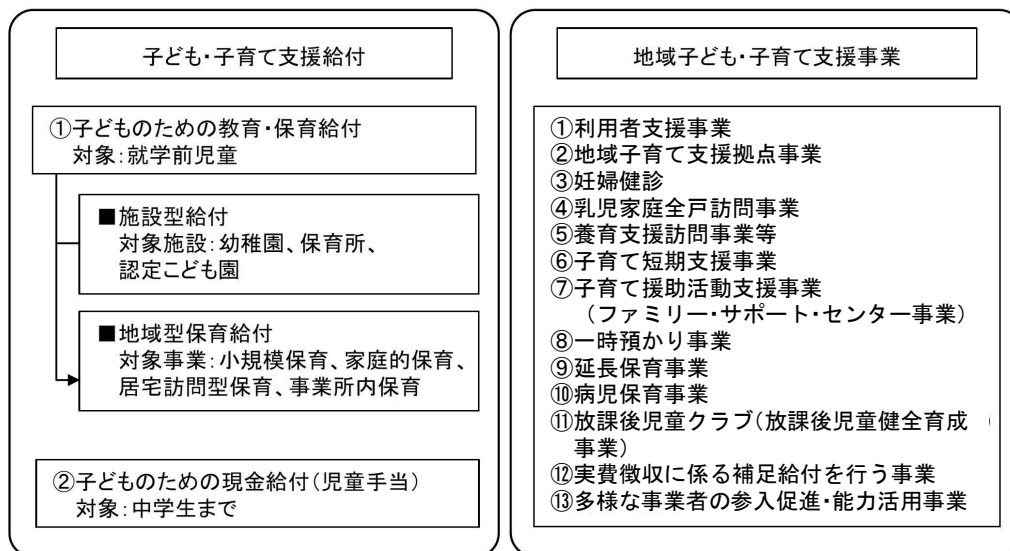 子ども・子育て支援給付
①子どものための教育・保育給付
対象：就学前児童
■施設型給付
対象施設：幼稚園、保育所、
認定こども園
■地域型保育給付
対象事業：小規模保育、家庭的保育、
居宅訪問型保育、事業所内保育
②子どものための現金給付（児童手当）
対象：中学生まで
地域子ども・子育て支援事業
①利用者支援事業
②地域子育て支援拠点事業
③妊婦健診
④乳児家庭全戸訪問事業
⑤養育支援訪問事業等
⑥子育て短期支援事業
⑦子育て援助活動支援事業
（ファミリー・サポート・センター事業）
⑧一時預かり事業
⑨延長保育事業
⑩病児保育事業
⑪放課後児童クラブ（放課後児童健全育成
事業）
⑫実費徴収に係る補足給付を行う事業
⑬多様な事業者の参入促進・能力活用事業